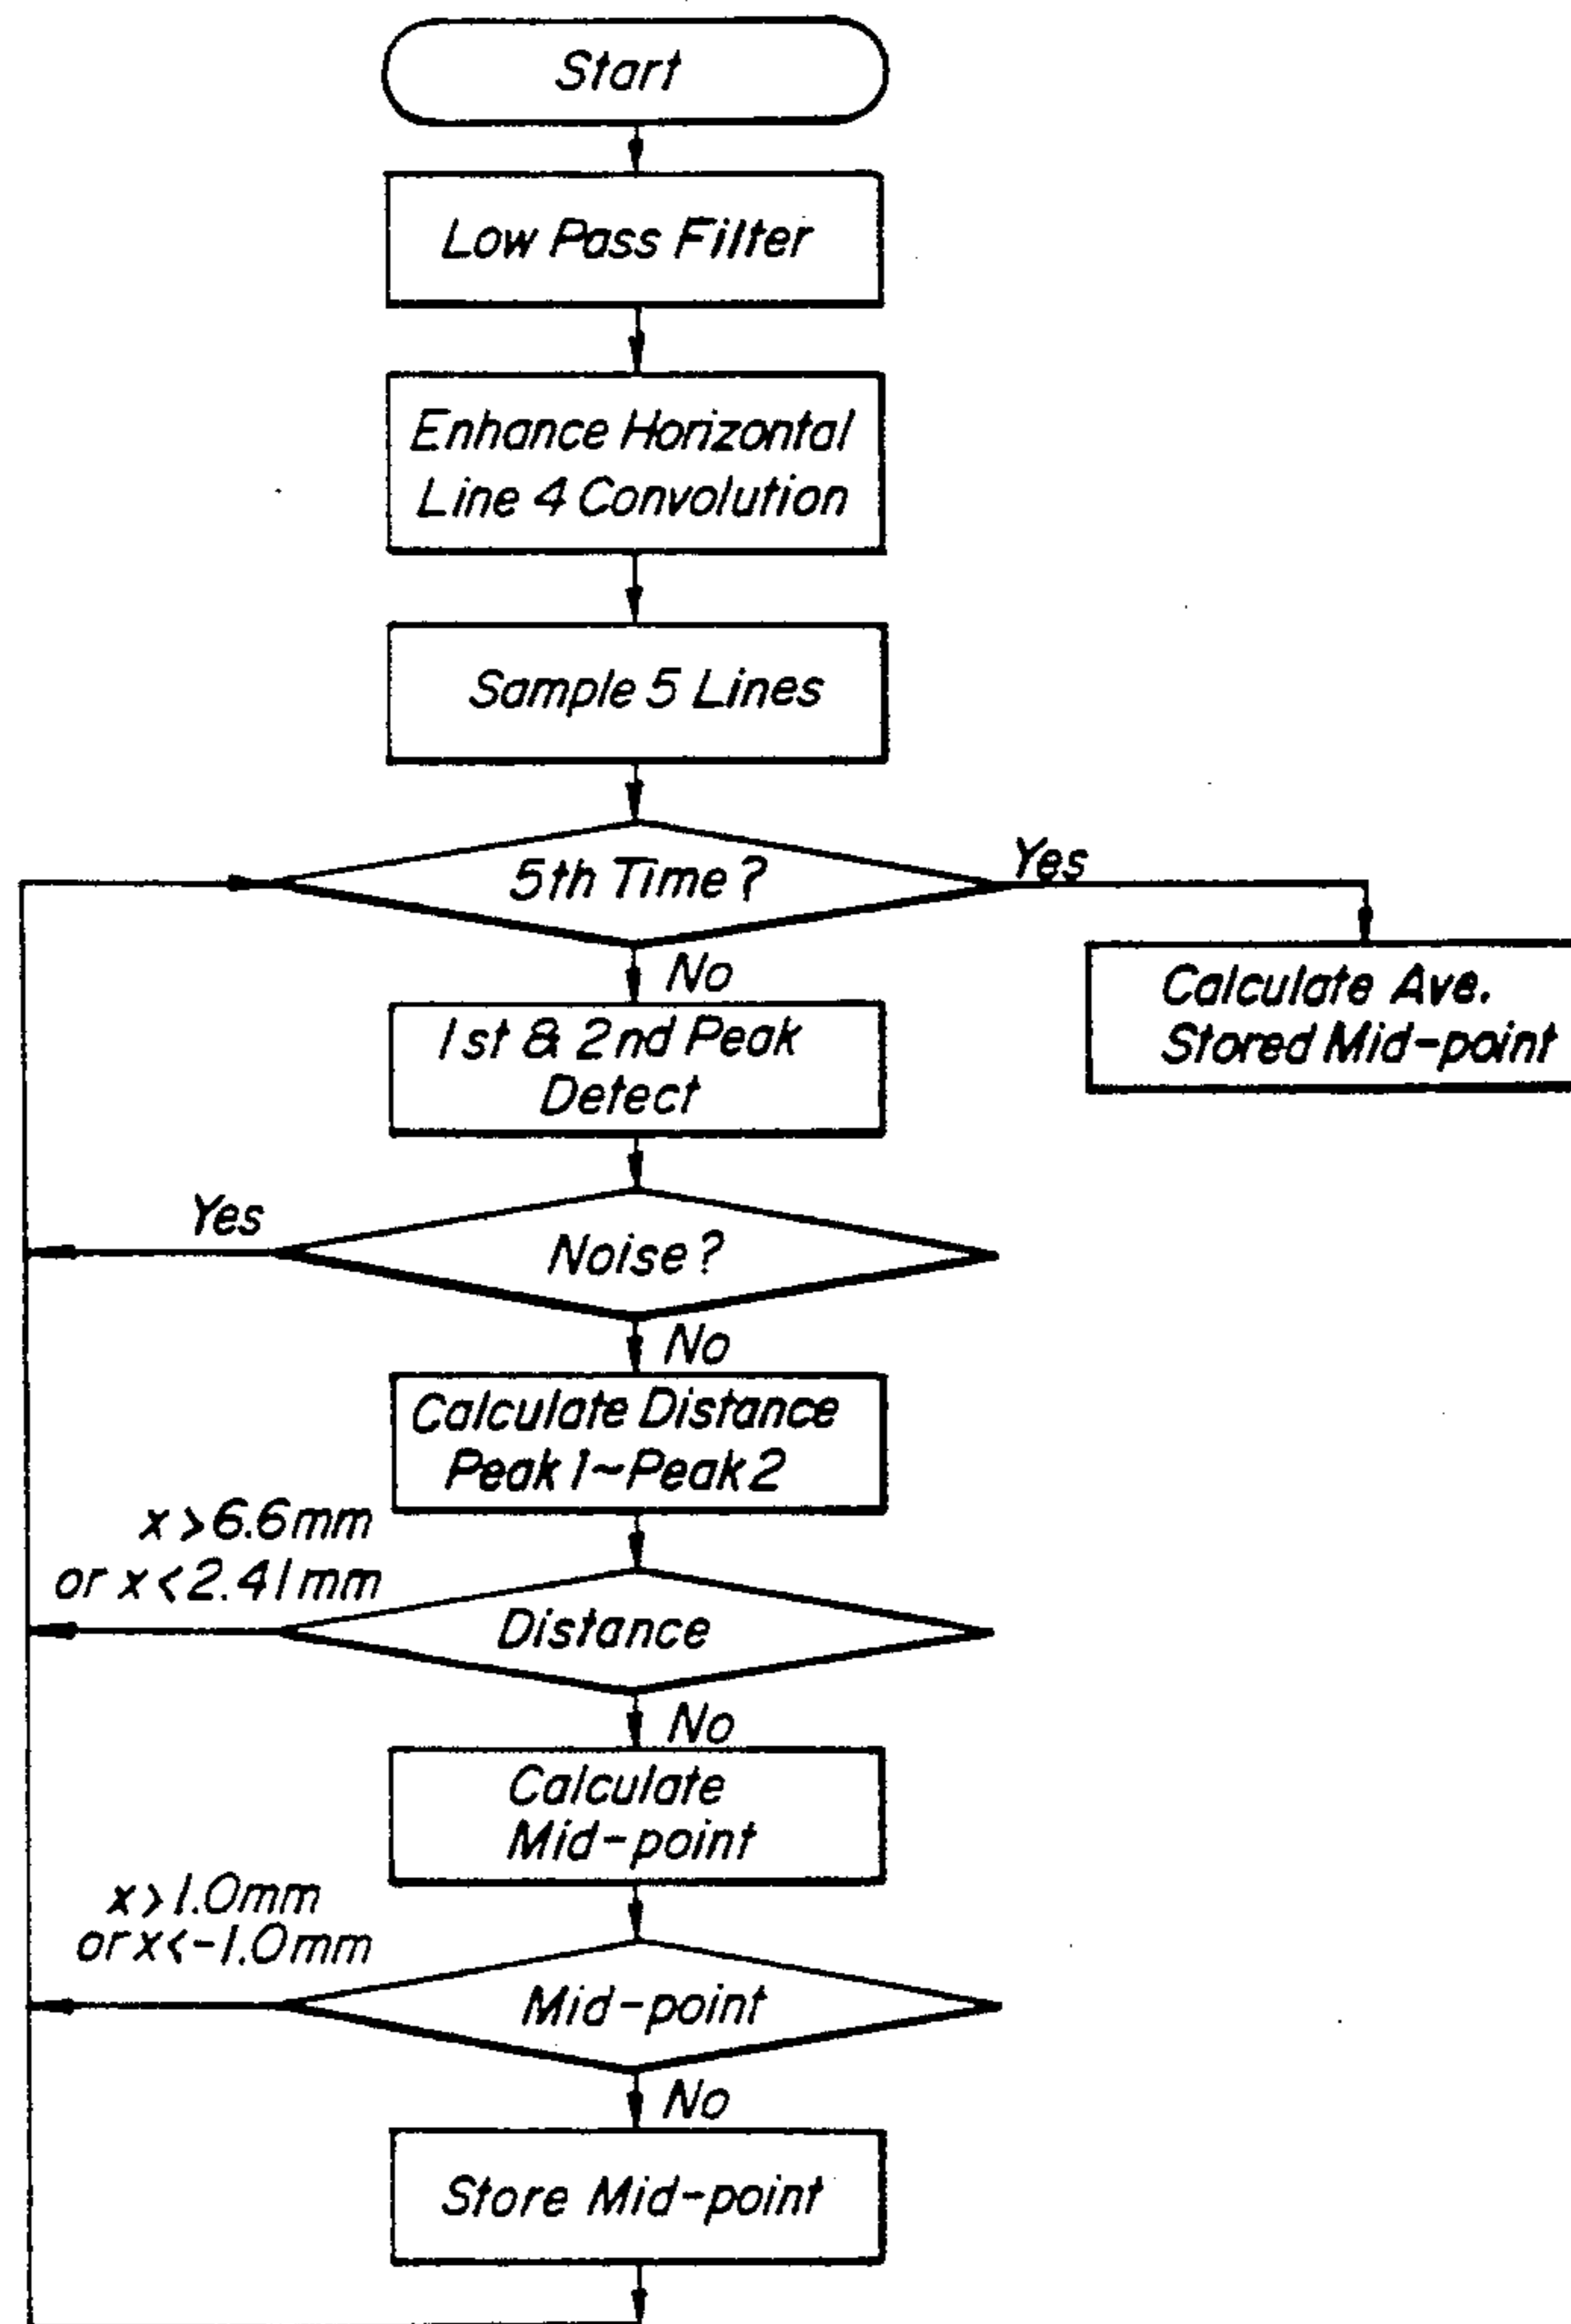 Start
Low Pass Filter
Enhance Horizontal
Line 4 Convolution
Sample 5 Lines
5th Time?
Yes
No
Calculate Ave.
Stored Mid-point
1st & 2nd Peak
Detect
Yes
Noise?
No
Calculate Distance
Peak 1~Peak 2
x>6.6mm
or x<2.41mm
Distance
No
Calculate
Mid-point
x>1.0mm
or x<-1.0mm
Mid-point
No
Store Mid-point